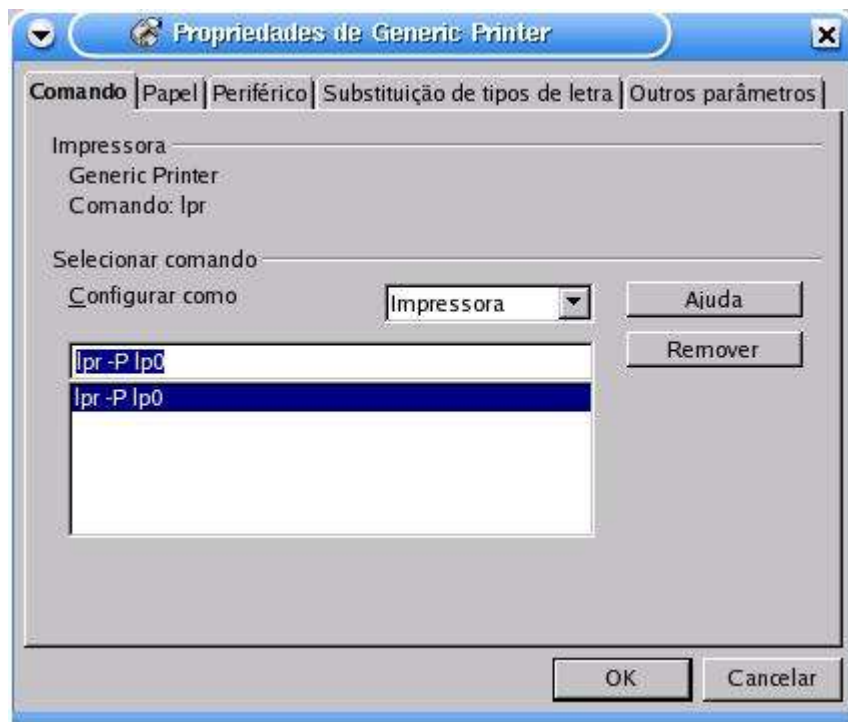 Propriedades de Generic Printer
Comando Papel Periférico Substituição de tipos de letra Outros parâmetros
Impressora
Generic Printer
Comando: lpr
Selecionar comando
Configurar como Impressora Ajuda
Remover
lpr -P lp0
lpr -P lp0
OK Cancelar